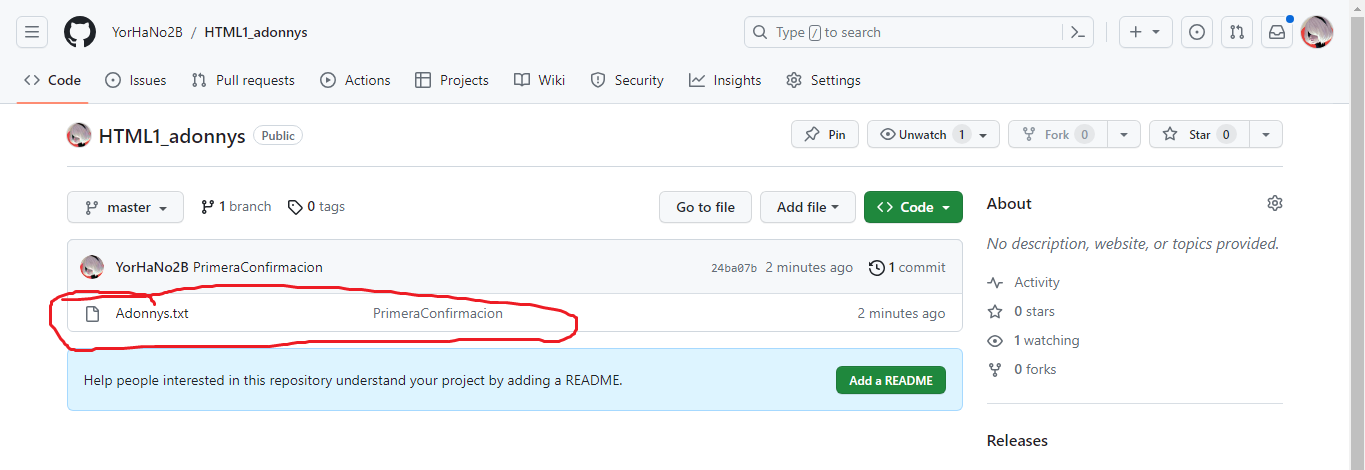 YorHaNo2B / HTML1_adonnys
Type / to search
Code Issues Pull requests Actions Projects Wiki Security Insights Settings
HTML1_adonnys Public
Pin Unwatch 1 Fork 0 Star 0
master 1 branch 0 tags Go to file Add file Code
YorHaNo2B PrimeraConfirmacion 24ba07b 2 minutes ago 1 commit
Adonnys.txt PrimeraConfirmacion 2 minutes ago
Help people interested in this repository understand your project by adding a README. Add a README
About
No description, website, or topics provided.
Activity
0 stars
1 watching
0 forks
Releases